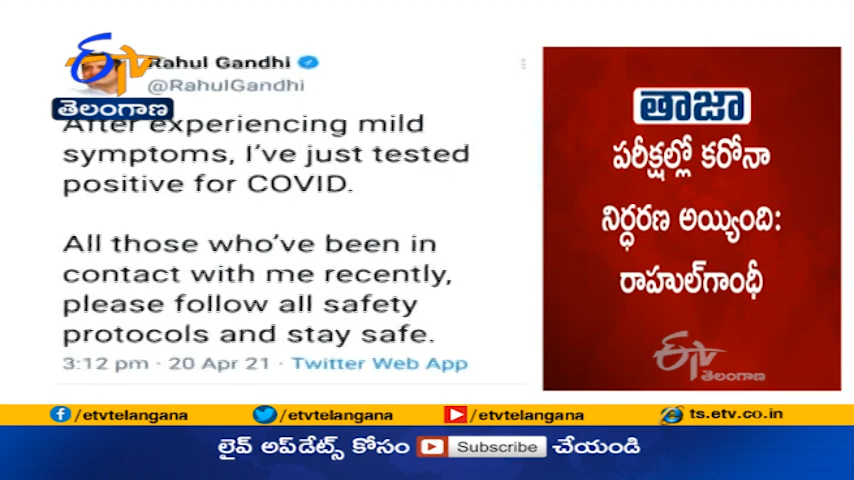 ETV
తెలంగాణ
Rahul Gandhi
@RahulGandhi
After experiencing mild
symptoms, I've just tested
positive for COVID.
All those who've been in
contact with me recently,
please follow all safety
protocols and stay safe.
3:12 pm · 20 Apr 21 · Twitter Web App
తాజా
పరీక్షల్లో కరోనా
నిర్ధరణ అయ్యింది:
రాహుల్‌గాంధీ
ETV
తెలంగాణ
/etvtelangana
/etvtelangana
/etvtelangana
ts.etv.co.in
లైవ్ అప్‌డేట్స్ కోసం Subscribe చేయండి